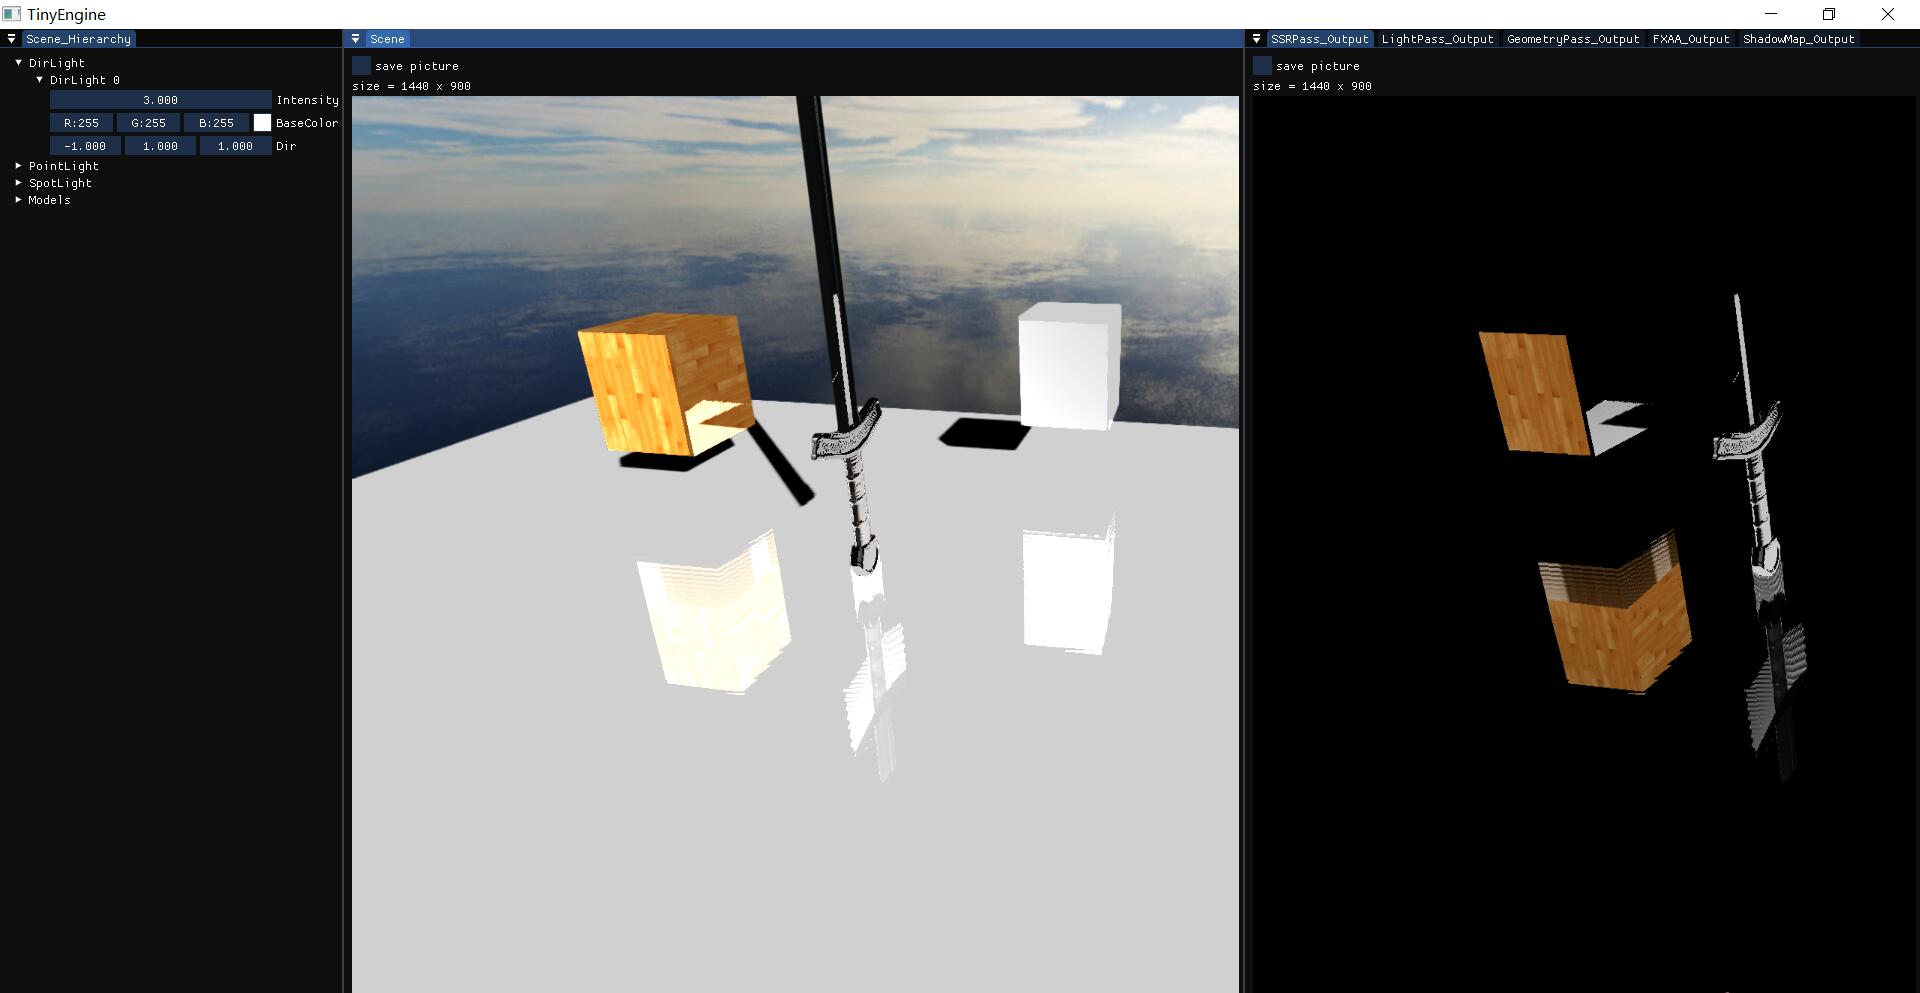 TinyEngine
Scene_Hierarchy
DirLight
DirLight 0
3.000 Intensity
R:255 G:255 B:255 BaseColor
-1.000 1.000 1.000 Dir
PointLight
SpotLight
Models
Scene
save picture
size = 1440 x 900
SSRPass_Output LightPass_Output GeometryPass_Output FXAA_Output ShadowMap_Output
save picture
size = 1440 x 900